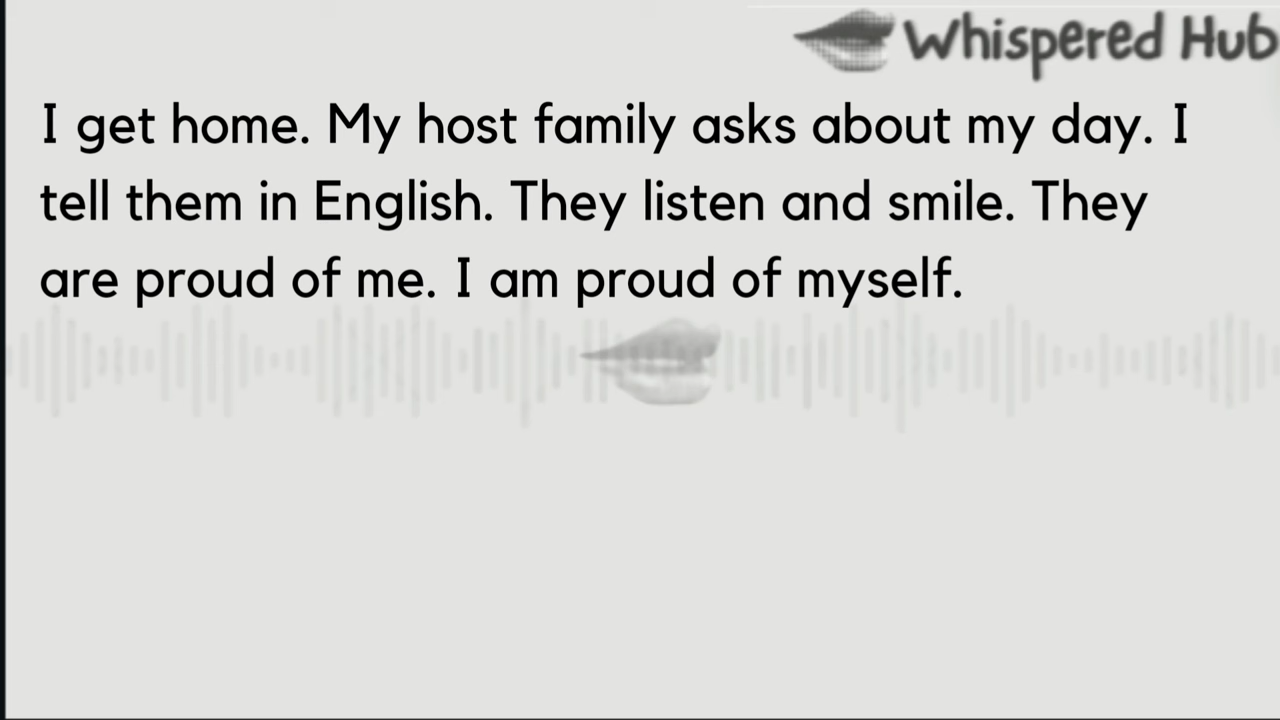 Whispered Hub
I get home. My host family asks about my day. I
tell them in English. They listen and smile. They
are proud of me. I am proud of myself.